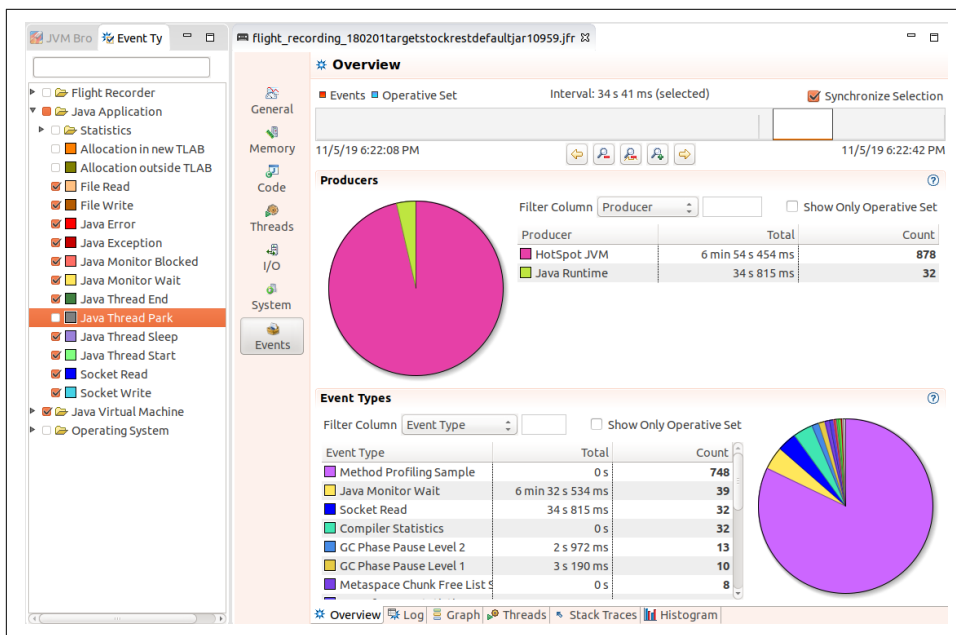 JVM Bro
Event Ty
Flight Recorder
Java Application
Statistics
Allocation in new TLAB
Allocation outside TLAB
File Read
File Write
Java Error
Java Exception
Java Monitor Blocked
Java Monitor Wait
Java Thread End
Java Thread Park
Java Thread Sleep
Java Thread Start
Socket Read
Socket Write
Java Virtual Machine
Operating System
flight_recording_180201targetstockrestdefaultjar10959.jfr
General
Memory
Code
Threads
I/O
System
Events
Overview
Events Operative Set Interval: 34 s 41 ms (selected) Synchronize Selection
11/5/19 6:22:08 PM 11/5/19 6:22:42 PM
Producers
Filter Column Producer Show Only Operative Set
Producer Total Count
HotSpot JVM 6 min 54 s 454 ms 878
Java Runtime 34 s 815 ms 32
Event Types
Filter Column Event Type Show Only Operative Set
Event Type Total Count
Method Profiling Sample 0 s 748
Java Monitor Wait 6 min 32 s 534 ms 39
Socket Read 34 s 815 ms 32
Compiler Statistics 0 s 32
GC Phase Pause Level 2 2 s 972 ms 13
GC Phase Pause Level 1 3 s 190 ms 10
Metaspace Chunk Free List S 0 s 8
Overview Log Graph Threads Stack Traces Histogram